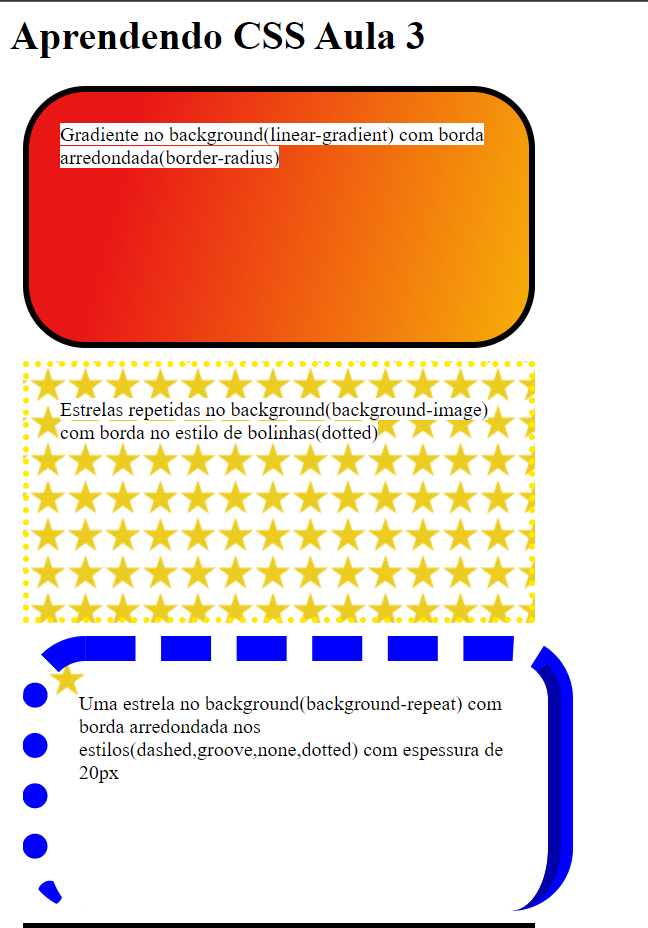 Aprendendo CSS Aula 3
Gradiente no background(linear-gradient) com borda
arredondada(border-radius)
Estrelas repetidas no background(background-image)
com borda no estilo de bolinhas(dotted)
Uma estrela no background(background-repeat) com
borda arredondada nos
estilos(dashed,groove,none,dotted) com espessura de
20px